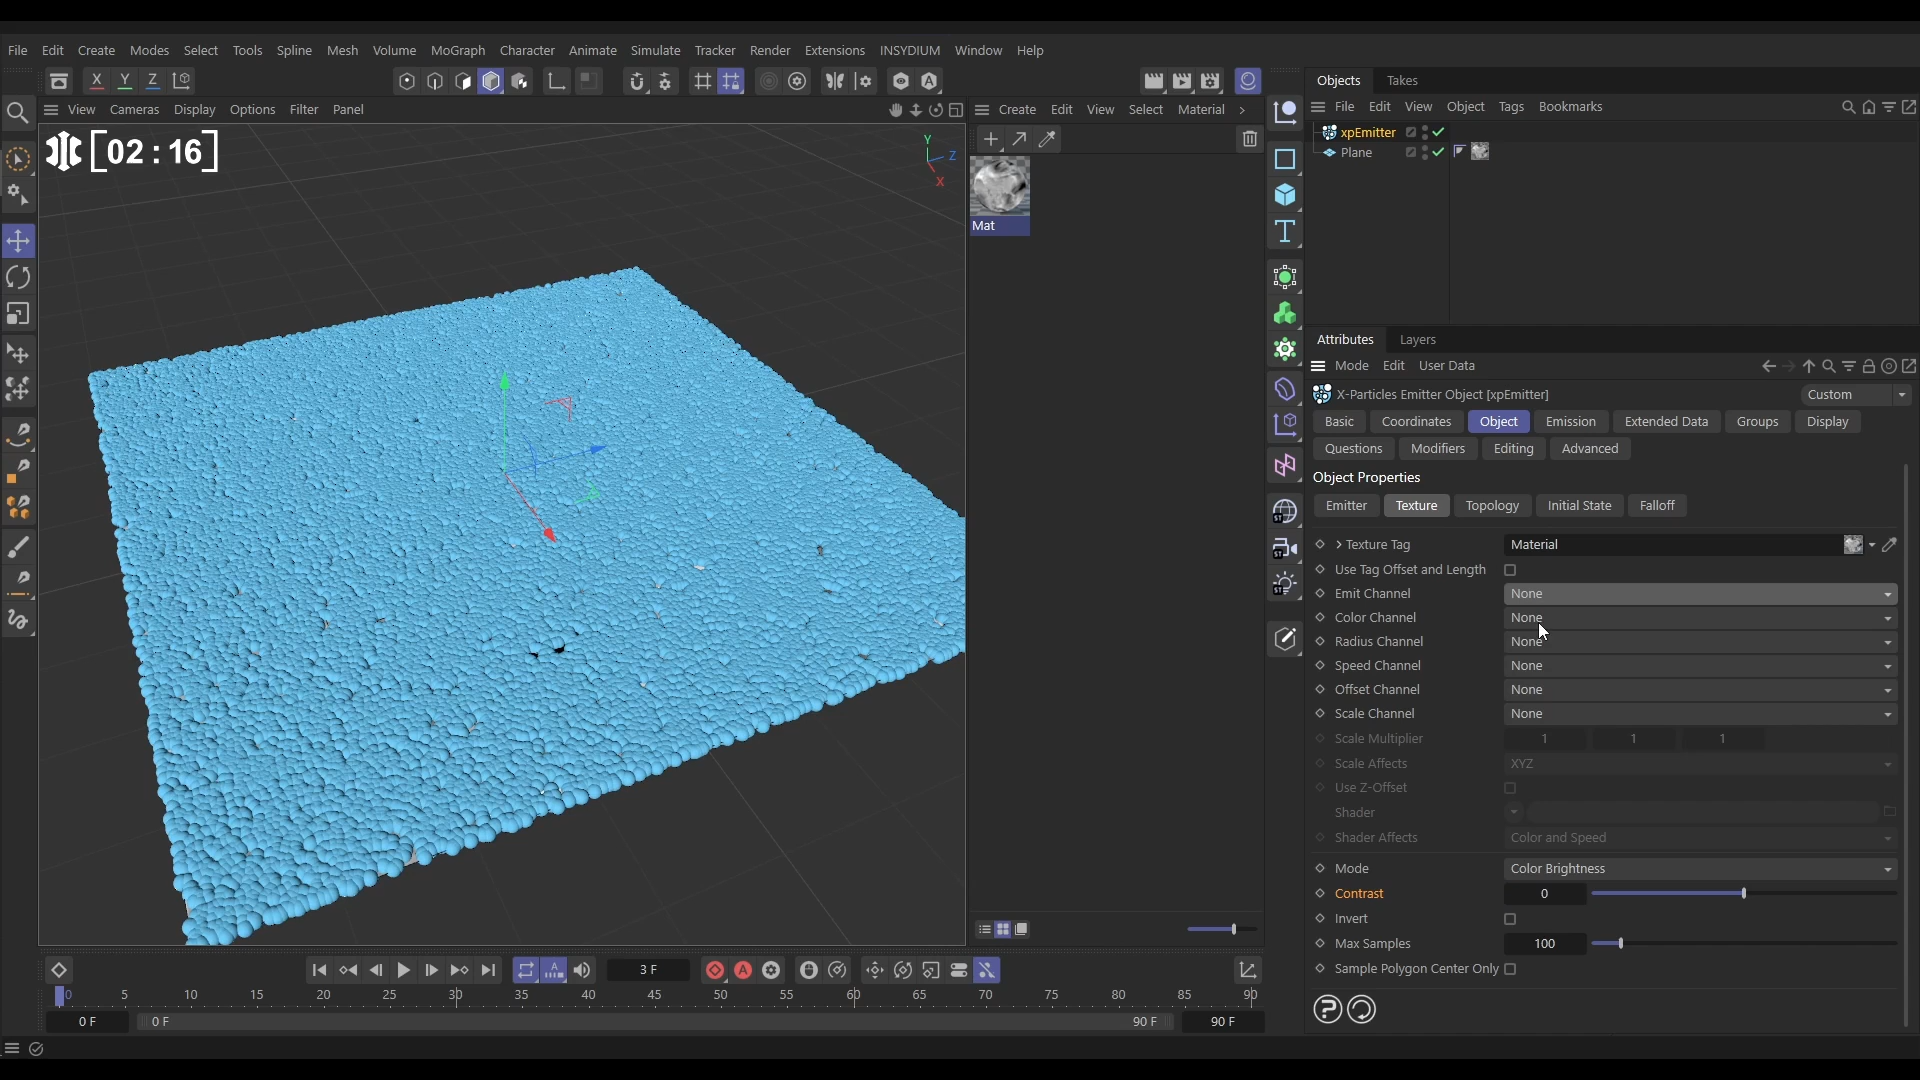 File Edit Create Modes Select Tools Spline Mesh Volume MoGraph Character Animate Simulate Tracker Render Extensions INSYDIUM Window Help
X Y Z
View Cameras Display Options Filter Panel
[02:16]
Y
Z
X
Create Edit View Select Material
Mat
Objects Takes
File Edit View Object Tags Bookmarks
xpEmitter
Plane
Attributes Layers
Mode Edit User Data
X-Particles Emitter Object [xpEmitter] Custom
Basic Coordinates Object Emission Extended Data Groups Display
Questions Modifiers Editing Advanced
Object Properties
Emitter Texture Topology Initial State Falloff
Texture Tag Material
Use Tag Offset and Length
Emit Channel None
Color Channel None
Radius Channel None
Speed Channel None
Offset Channel None
Scale Channel None
Scale Multiplier 1 1 1
Scale Affects XYZ
Use Z-Offset
Shader
Shader Affects Color and Speed
Mode Color Brightness
Contrast 0
Invert
Max Samples 100
Sample Polygon Center Only
3 F
0 5 10 15 20 25 30 35 40 45 50 55 60 65 70 75 80 85 90
0 F 0 F 90 F 90 F